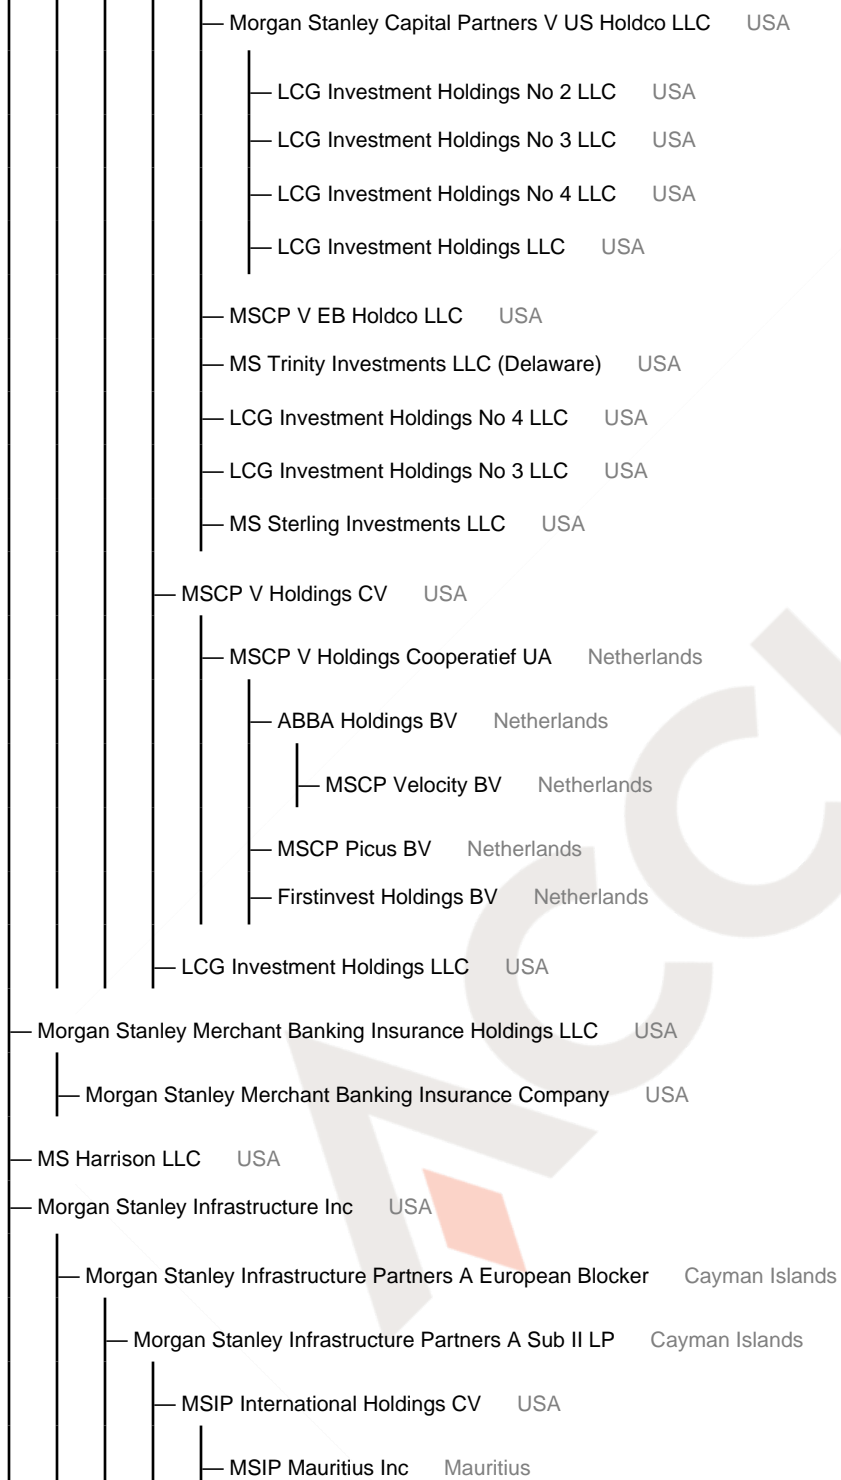 Morgan Stanley Capital Partners V US Holdco LLC USA
LCG Investment Holdings No 2 LLC USA
LCG Investment Holdings No 3 LLC USA
LCG Investment Holdings No 4 LLC USA
LCG Investment Holdings LLC USA
MSCP V EB Holdco LLC USA
MS Trinity Investments LLC (Delaware) USA
LCG Investment Holdings No 4 LLC USA
LCG Investment Holdings No 3 LLC USA
MS Sterling Investments LLC USA
MSCP V Holdings CV USA
MSCP V Holdings Cooperatief UA Netherlands
ABBA Holdings BV Netherlands
MSCP Velocity BV Netherlands
MSCP Picus BV Netherlands
Firstinvest Holdings BV Netherlands
LCG Investment Holdings LLC USA
Morgan Stanley Merchant Banking Insurance Holdings LLC USA
Morgan Stanley Merchant Banking Insurance Company USA
MS Harrison LLC USA
Morgan Stanley Infrastructure Inc USA
Morgan Stanley Infrastructure Partners A European Blocker Cayman Islands
Morgan Stanley Infrastructure Partners A Sub II LP Cayman Islands
MSIP International Holdings CV USA
MSIP Mauritius Inc Mauritius